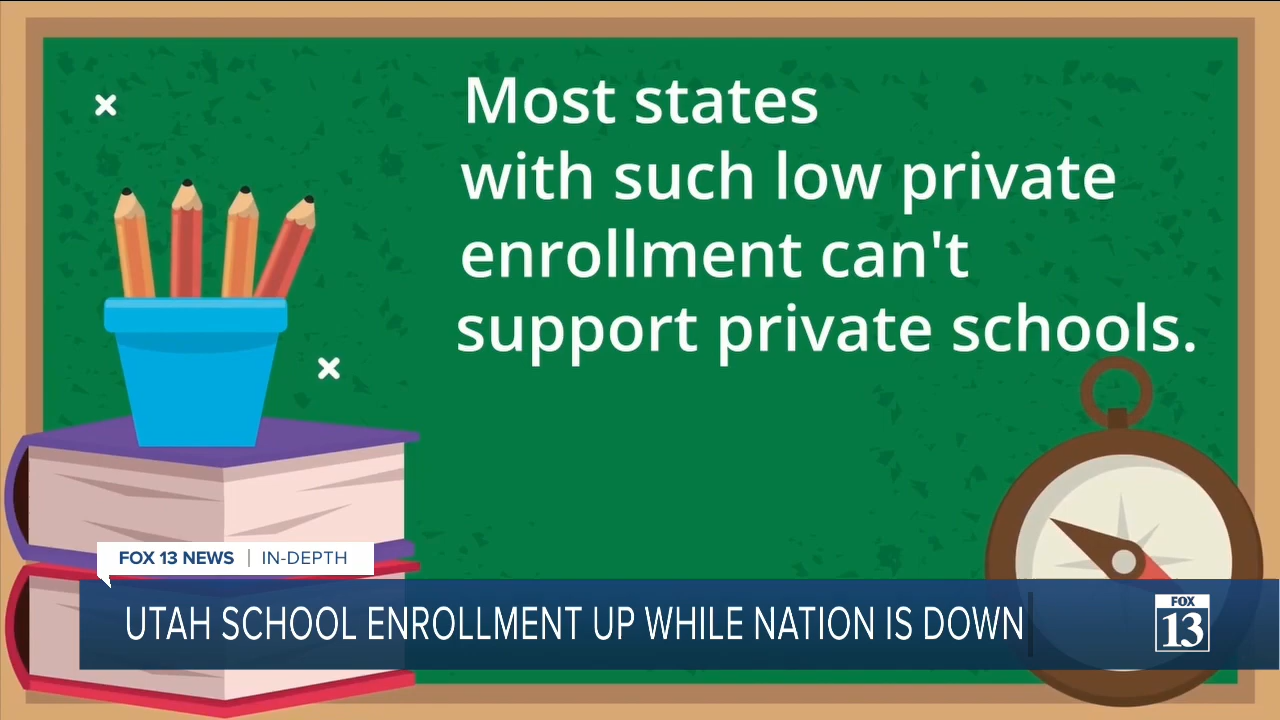 Most states
with such low private
enrollment can't
support private schools.
FOX 13 NEWS | IN-DEPTH
UTAH SCHOOL ENROLLMENT UP WHILE NATION IS DOWN
FOX
13